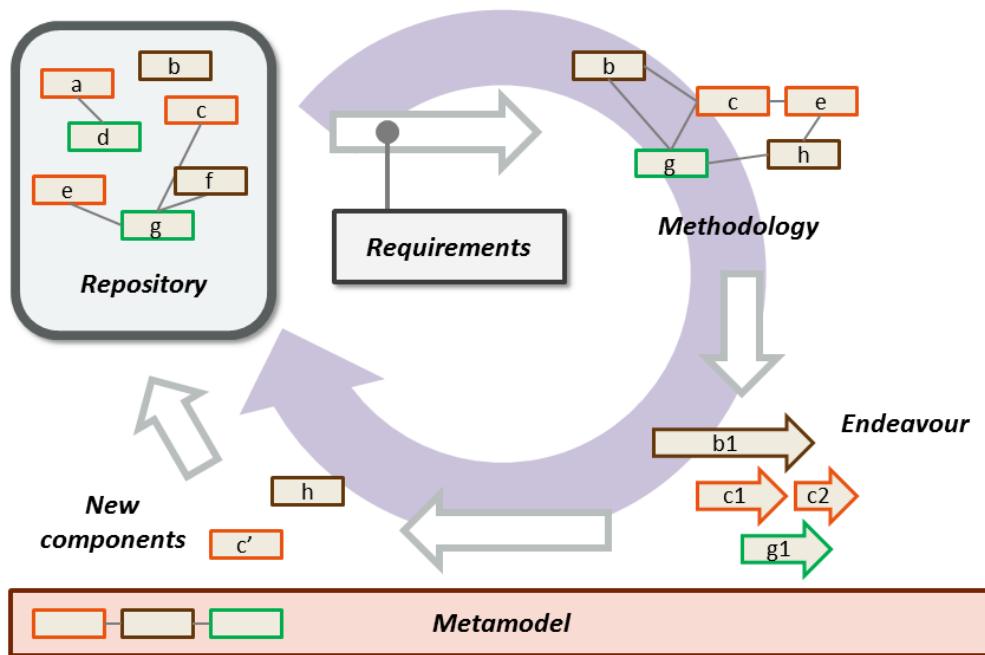 b
a
c
d
f
e
g
Repository
Requirements
b
c
e
g
h
Methodology
Endeavour
b1
c1
c2
g1
h
c’
New
components
Metamodel